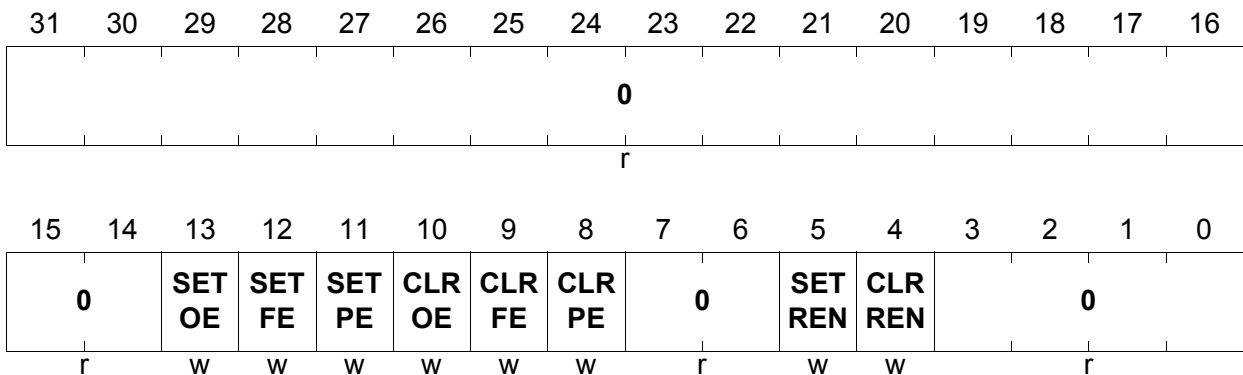 31 30 29 28 27 26 25 24 23 22 21 20 19 18 17 16
0
r
15 14 13 12 11 10 9 8 7 6 5 4 3 2 1 0
0 SET OE SET FE SET PE CLR OE CLR FE CLR PE 0 SET REN CLR REN 0
r w w w w w w r w w r